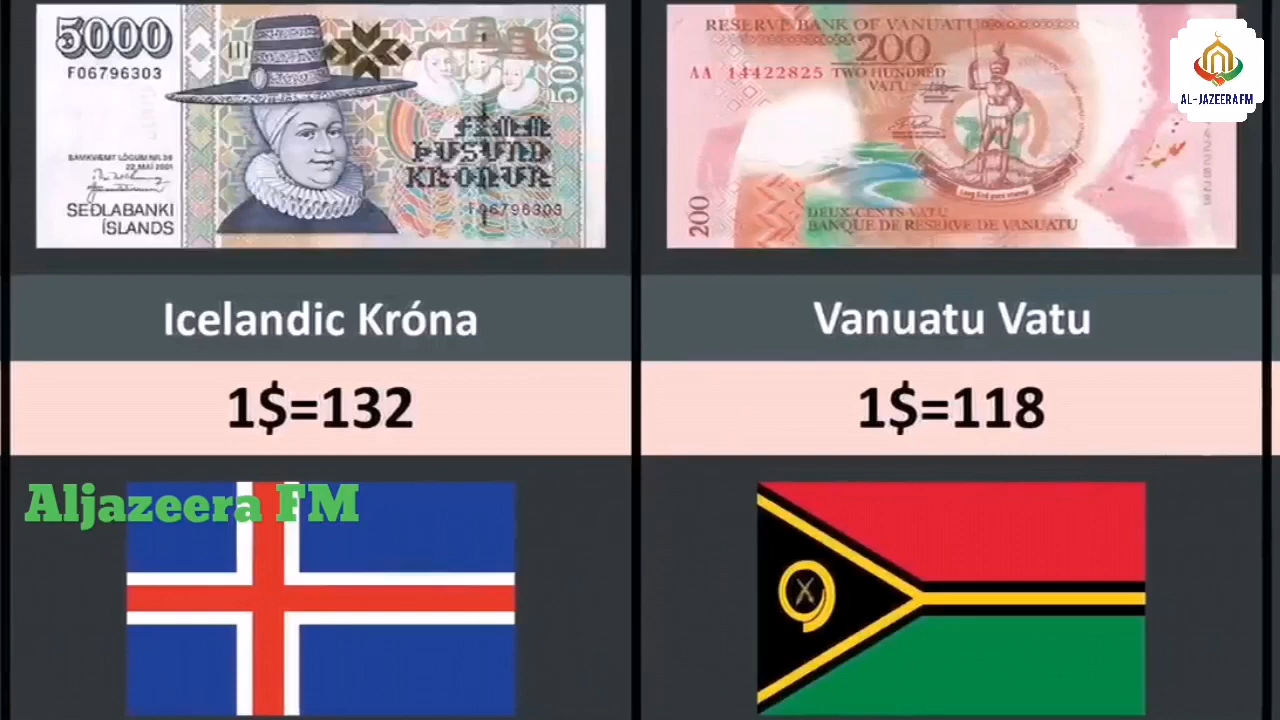 5000
F06796303
5000
SAMKVÆMT LÖGUM NR. 36
22. MAÍ 2001
SEÐLABANKI
ÍSLANDS
FIMM
ÞÚSUND
KRÓNUR
F06796303
RESERVE BANK OF VANUATU
200
AA 14422825
TWO HUNDRED
VATU
200
DEUX CENTS VATU
BANQUE DE RESERVE DE VANUATU
AL-JAZEERA FM
Icelandic Króna
Vanuatu Vatu
1$=132
1$=118
Aljazeera FM